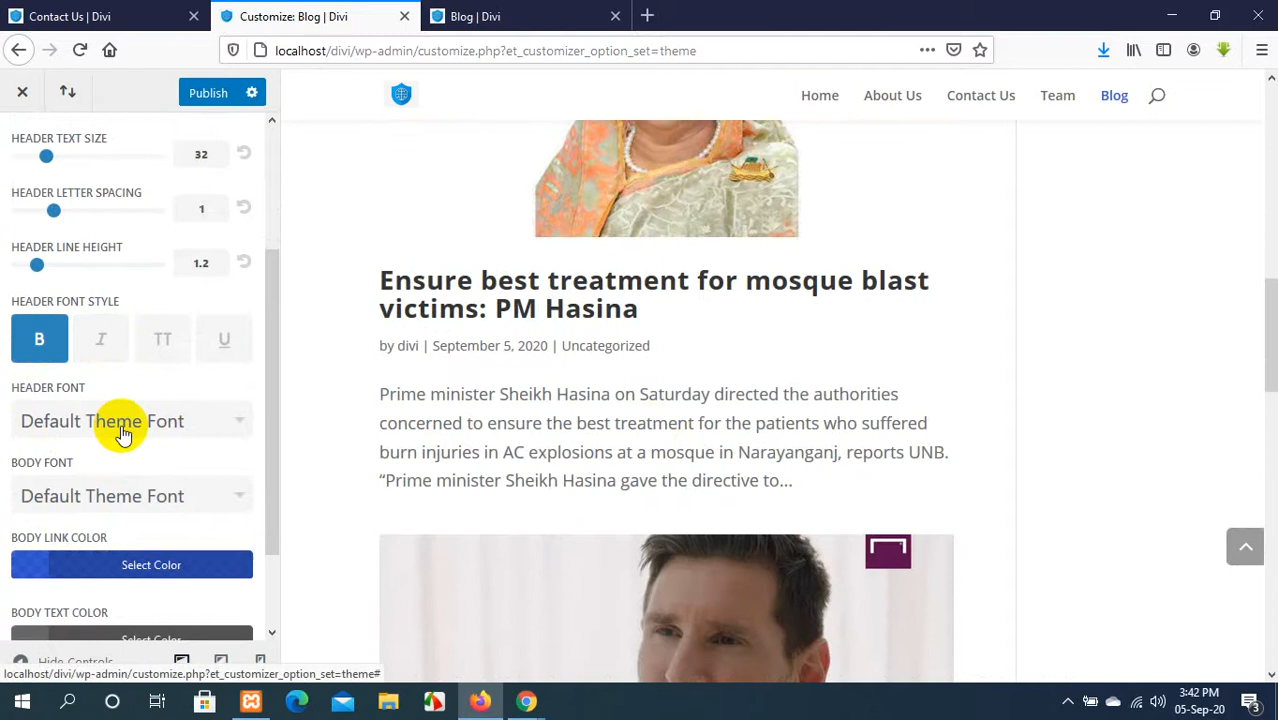 Contact Us | Divi
Customize: Blog | Divi
Blog | Divi
localhost/divi/wp-admin/customize.php?et_customizer_option_set=theme
Publish
Home
About Us
Contact Us
Team
Blog
HEADER TEXT SIZE
32
HEADER LETTER SPACING
1
HEADER LINE HEIGHT
1.2
HEADER FONT STYLE
B I TT U
HEADER FONT
Default Theme Font
BODY FONT
Default Theme Font
BODY LINK COLOR
Select Color
BODY TEXT COLOR
Select Color
Hide Controls
localhost/divi/wp-admin/customize.php?et_customizer_option_set=theme#
Ensure best treatment for mosque blast
victims: PM Hasina
by divi | September 5, 2020 | Uncategorized
Prime minister Sheikh Hasina on Saturday directed the authorities
concerned to ensure the best treatment for the patients who suffered
burn injuries in AC explosions at a mosque in Narayanganj, reports UNB.
“Prime minister Sheikh Hasina gave the directive to...
3:42 PM
05-Sep-20
3